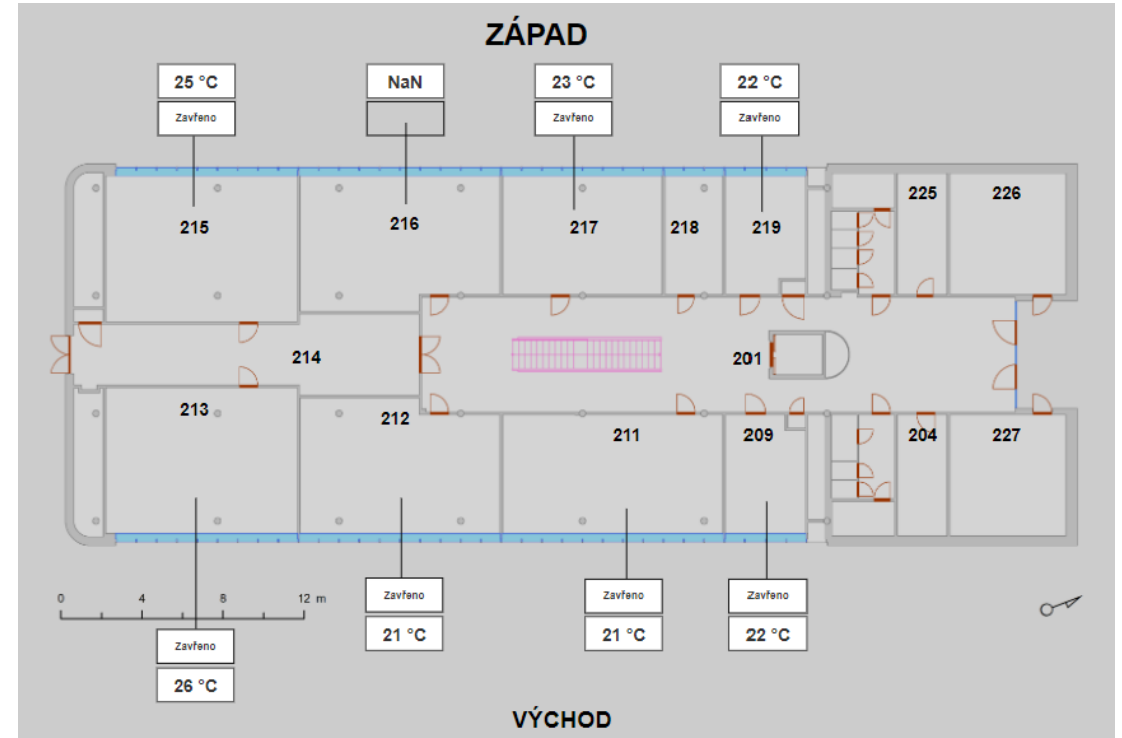 ZÁPAD
25 °C NaN 23 °C 22 °C
Zavřeno Zavřeno Zavřeno
225 226
215 216 217 218 219
214 201
213 212 211 209 204 227
0 4 8 12 m
Zavřeno Zavřeno Zavřeno
21 °C 21 °C 22 °C
Zavřeno
26 °C
VÝCHOD